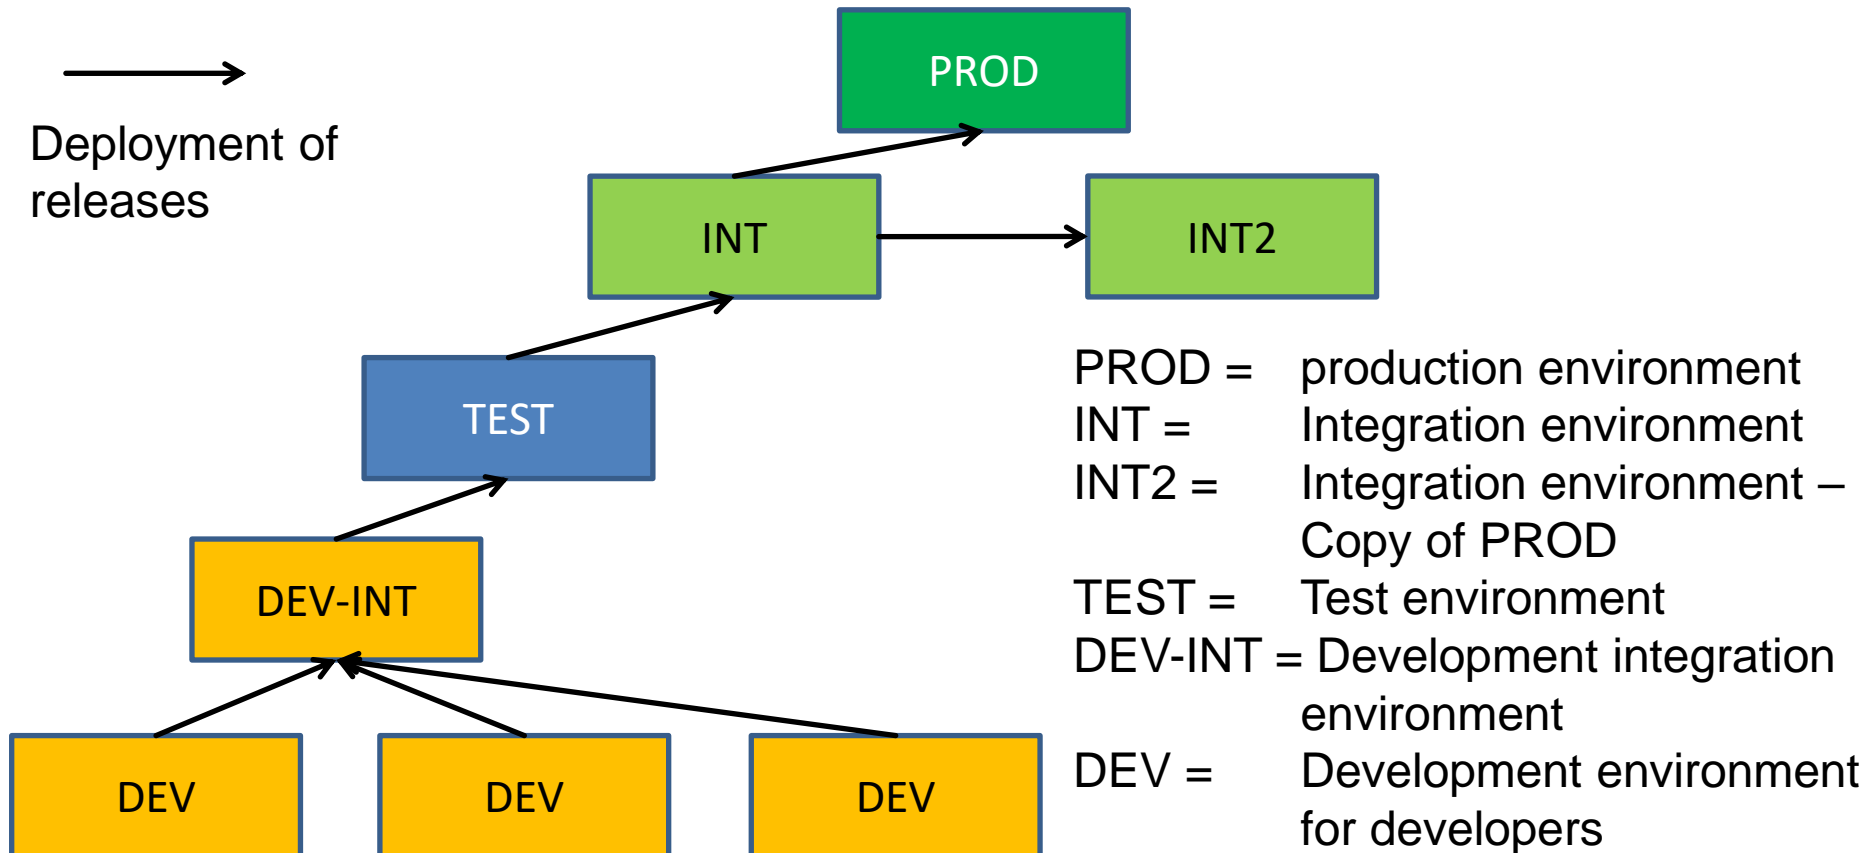 PROD
Deployment of
releases
INT
INT2
TEST
PROD = production environment
INT = Integration environment
INT2 = Integration environment –
Copy of PROD
TEST = Test environment
DEV-INT
DEV-INT = Development integration
environment
DEV
DEV
DEV
DEV = Development environment
for developers